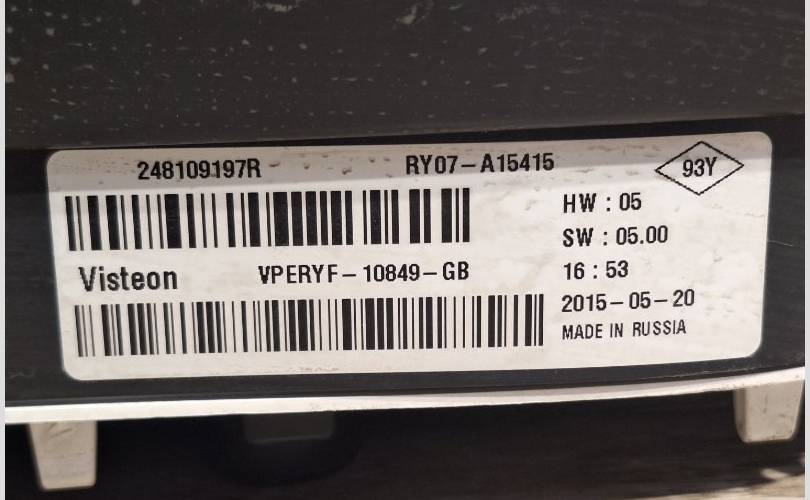 248109197R RY07-A15415 93Y
HW : 05
SW : 05.00
Visteon VPERYF-10849-GB
16 : 53
2015-05-20
MADE IN RUSSIA